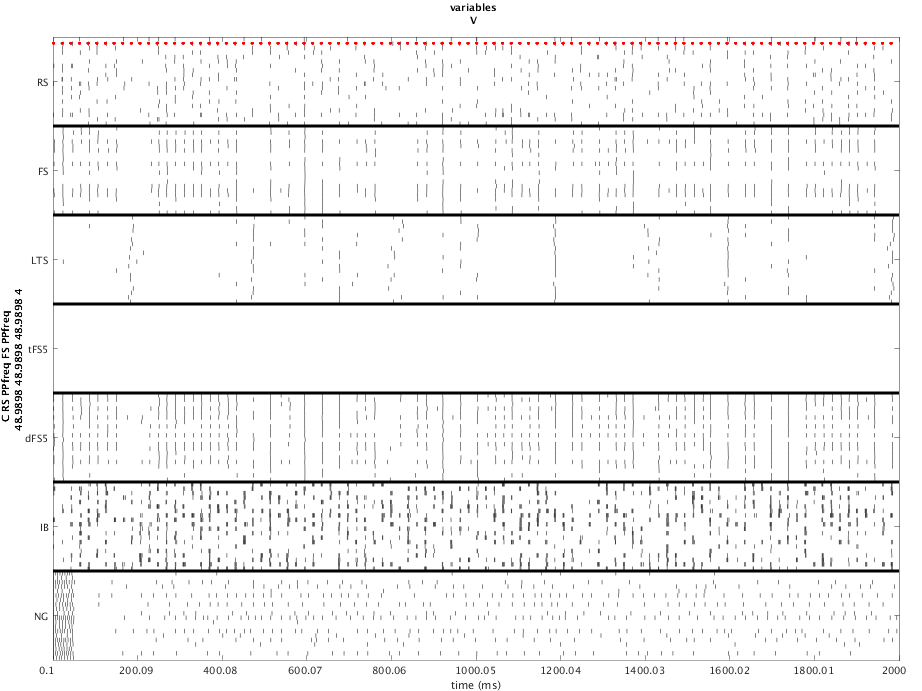 variables
V
RS
FS
LTS
tFS5
dFS5
IB
NG
C RS PPfreq FS PPfreq
48.9898 48.9898 48.9898 4
0.1 200.09 400.08 600.07 800.06 1000.05 1200.04 1400.03 1600.02 1800.01 2000
time (ms)